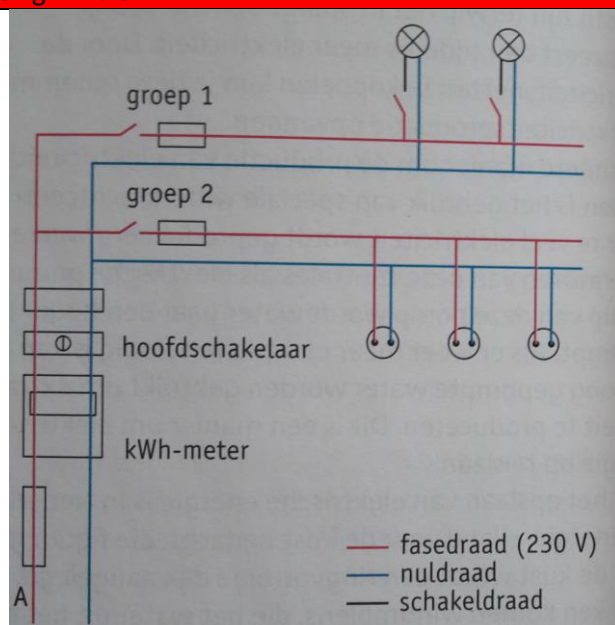 groep 1
groep 2
hoofdschakelaar
kWh-meter
A
fasedraad (230 V)
nuldraad
schakeldraad